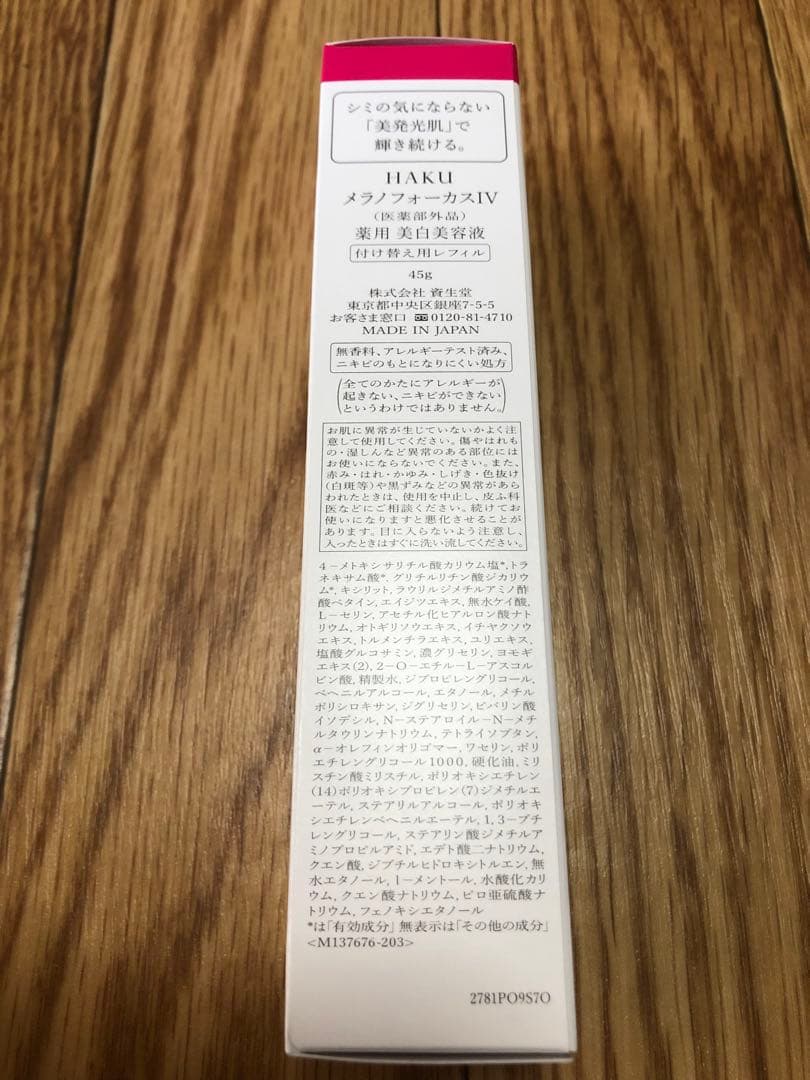 シミの気にならない
「美発光肌」で
輝き続ける。
HAKU
メラノフォーカスIV
（医薬部外品）
薬用 美白美容液
付け替え用レフィル
45g
株式会社 資生堂
東京都中央区銀座7-5-5
お客さま窓口 0120-81-4710
MADE IN JAPAN
無香料、アレルギーテスト済み、
ニキビのもとになりにくい処方
（全てのかたにアレルギーが
起きない、ニキビができない
というわけではありません。）
お肌に異常が生じていないかよく注
意して使用してください。傷やはれも
の・湿しんなど異常のある部位には
お使いにならないでください。また、
赤み・はれ・かゆみ・しげき・色抜け
（白斑等）や黒ずみなどの異常があら
われたときは、使用を中止し、皮ふ科
医などにご相談ください。続けてお
使いになりますと悪化させることが
あります。目に入らないよう注意し、
入ったときはすぐに洗い流してください。
4－メトキシサリチル酸カリウム塩*,トラ
ネキサム酸*,グリチルリチン酸ジカリウ
ム*,キシリット,ラウリルジメチルアミノ酢
酸ベタイン,エイジツエキス,無水ケイ酸,
L－セリン,アセチル化ヒアルロン酸ナト
リウム,オトギリソウエキス,イチヤクソウ
エキス,トルメンチラエキス,ユリエキス,
塩酸グルコサミン,濃グリセリン,ヨモギ
エキス(2),2－O－エチル－L－アスコル
ビン酸,精製水,ジプロピレングリコール,
ベヘニルアルコール,エタノール,メチル
ポリシロキサン,ジグリセリン,ピバリン酸
イソデシル,N－ステアロイル－N－メチ
ルタウリンナトリウム,テトライソブタン,
α－オレフィンオリゴマー,ワセリン,ポリ
エチレングリコール1000,硬化油,ミリ
スチン酸ミリスチル,ポリオキシエチレン
(14)ポリオキシプロピレン(7)ジメチルエ
ーテル,ステアリルアルコール,ポリオキ
シエチレンベヘニルエーテル,1,3－ブチ
レングリコール,ステアリン酸ジメチルア
ミノプロピルアミド,エデト酸二ナトリウム,
クエン酸,ジブチルヒドロキシトルエン,無
水エタノール,l－メントール,水酸化カリ
ウム,クエン酸ナトリウム,ピロ亜硫酸ナ
トリウム,フェノキシエタノール
*は「有効成分」無表示は「その他の成分」
<M137676-203>
2781PO9S7O